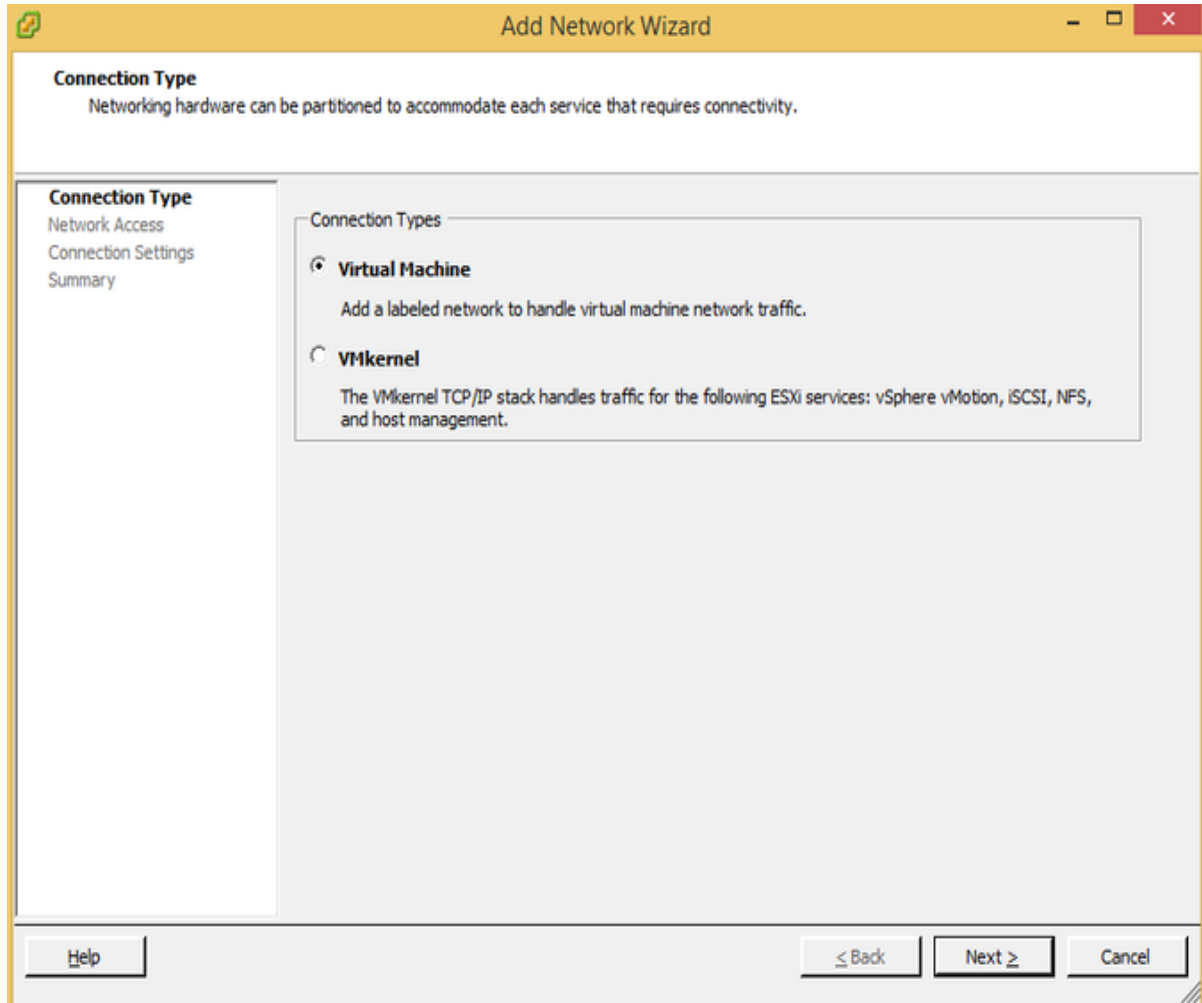 Add Network Wizard
Connection Type
Networking hardware can be partitioned to accommodate each service that requires connectivity.
Connection Type
Network Access
Connection Settings
Summary
Connection Types
Virtual Machine
Add a labeled network to handle virtual machine network traffic.
VMkernel
The VMkernel TCP/IP stack handles traffic for the following ESXi services: vSphere vMotion, iSCSI, NFS,
and host management.
Help
< Back
Next >
Cancel